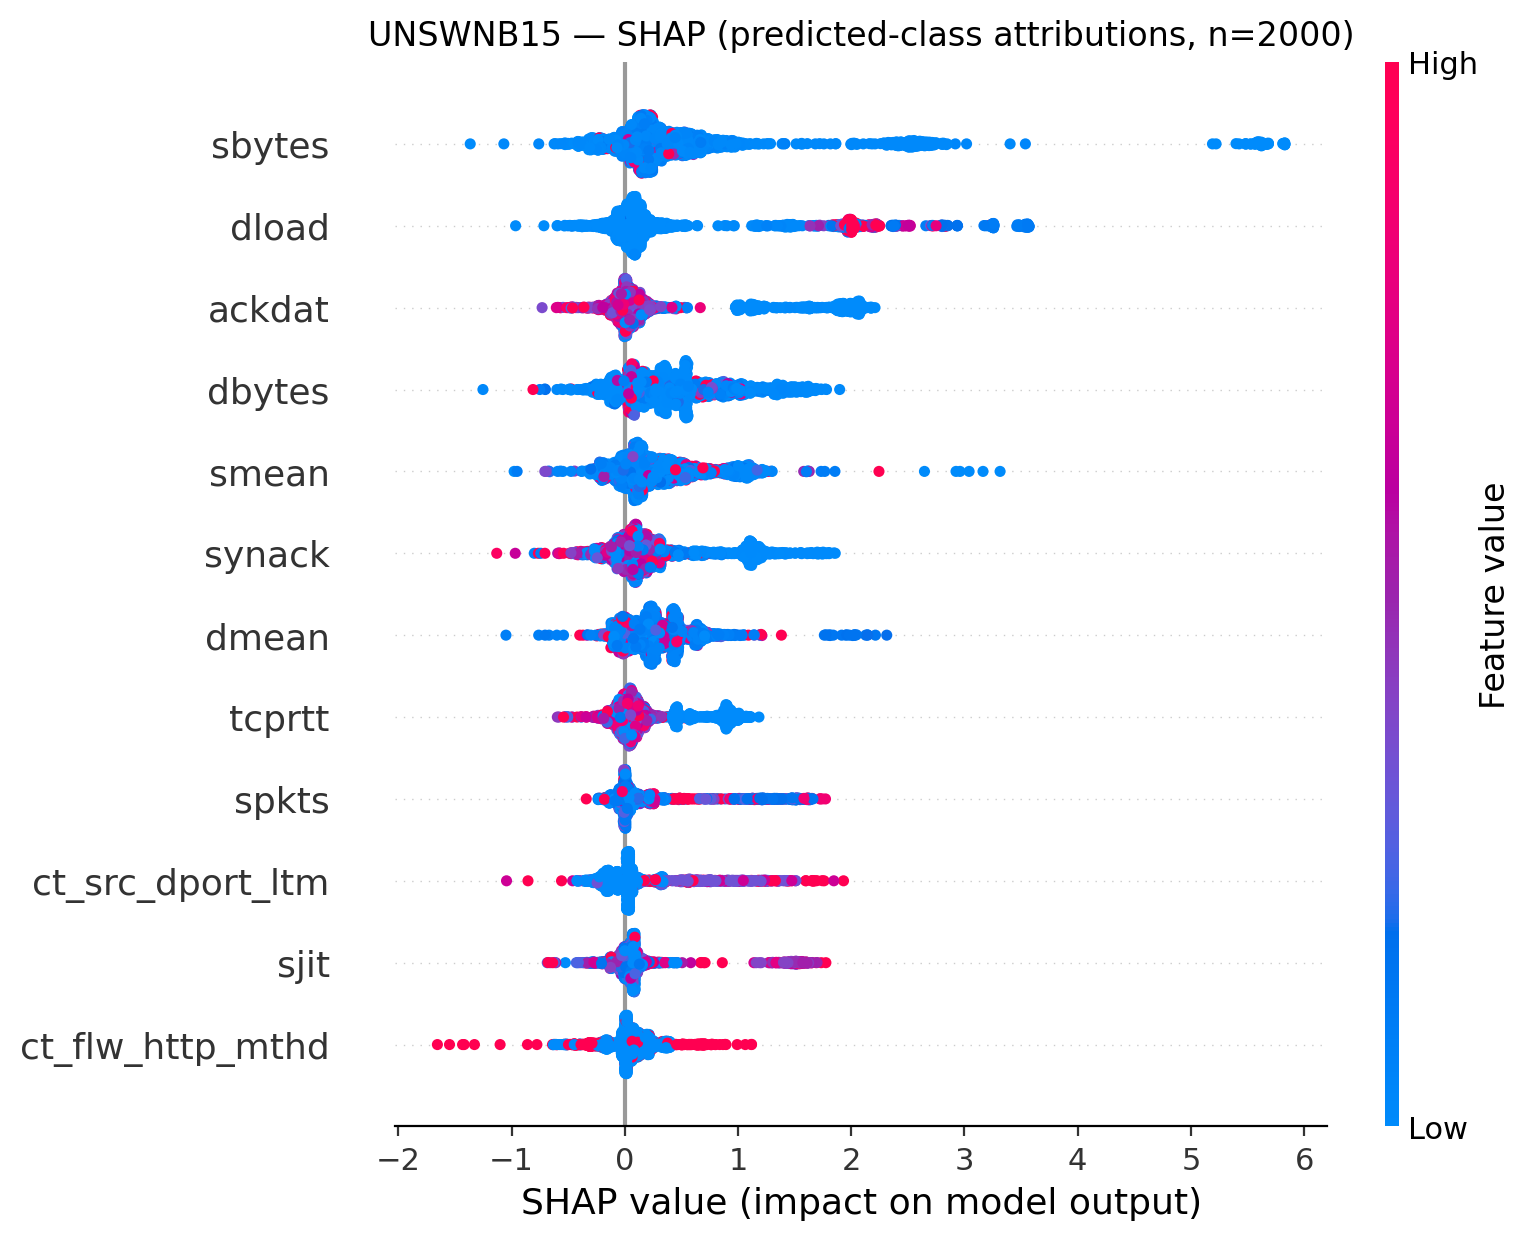 UNSWNB15 — SHAP (predicted-class attributions, n=2000)
High
sbytes
dload
ackdat
dbytes
smean
synack
dmean
tcprtt
spkts
ct_src_dport_ltm
sjit
ct_flw_http_mthd
Feature value
Low
−2 −1 0 1 2 3 4 5 6
SHAP value (impact on model output)